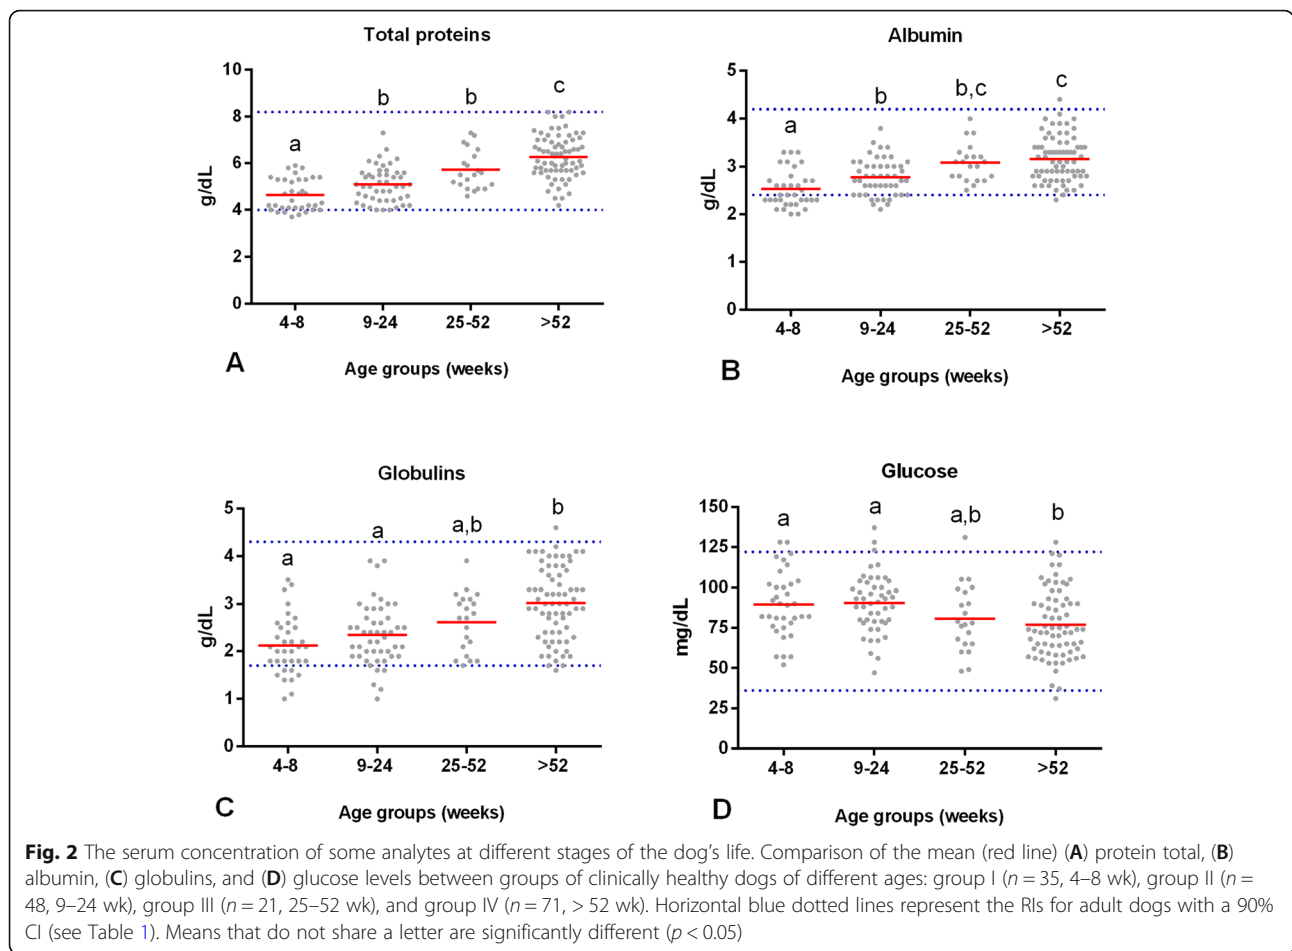 Total proteins
10
8
6
4
2
0
g/dL
a
b
b
c
4-8
9-24
25-52
>52
A
Age groups (weeks)
Albumin
5
4
3
2
1
0
g/dL
a
b
b,c
c
4-8
9-24
25-52
>52
B
Age groups (weeks)
Globulins
5
4
3
2
1
0
g/dL
a
a
a,b
b
4-8
9-24
25-52
>52
C
Age groups (weeks)
Glucose
150
125
100
75
50
25
0
mg/dL
a
a
a,b
b
4-8
9-24
25-52
>52
D
Age groups (weeks)
Fig. 2 The serum concentration of some analytes at different stages of the dog's life. Comparison of the mean (red line) (A) protein total, (B)
albumin, (C) globulins, and (D) glucose levels between groups of clinically healthy dogs of different ages: group I (n = 35, 4–8 wk), group II (n =
48, 9–24 wk), group III (n = 21, 25–52 wk), and group IV (n = 71, > 52 wk). Horizontal blue dotted lines represent the RIs for adult dogs with a 90%
CI (see Table 1). Means that do not share a letter are significantly different (p < 0.05)